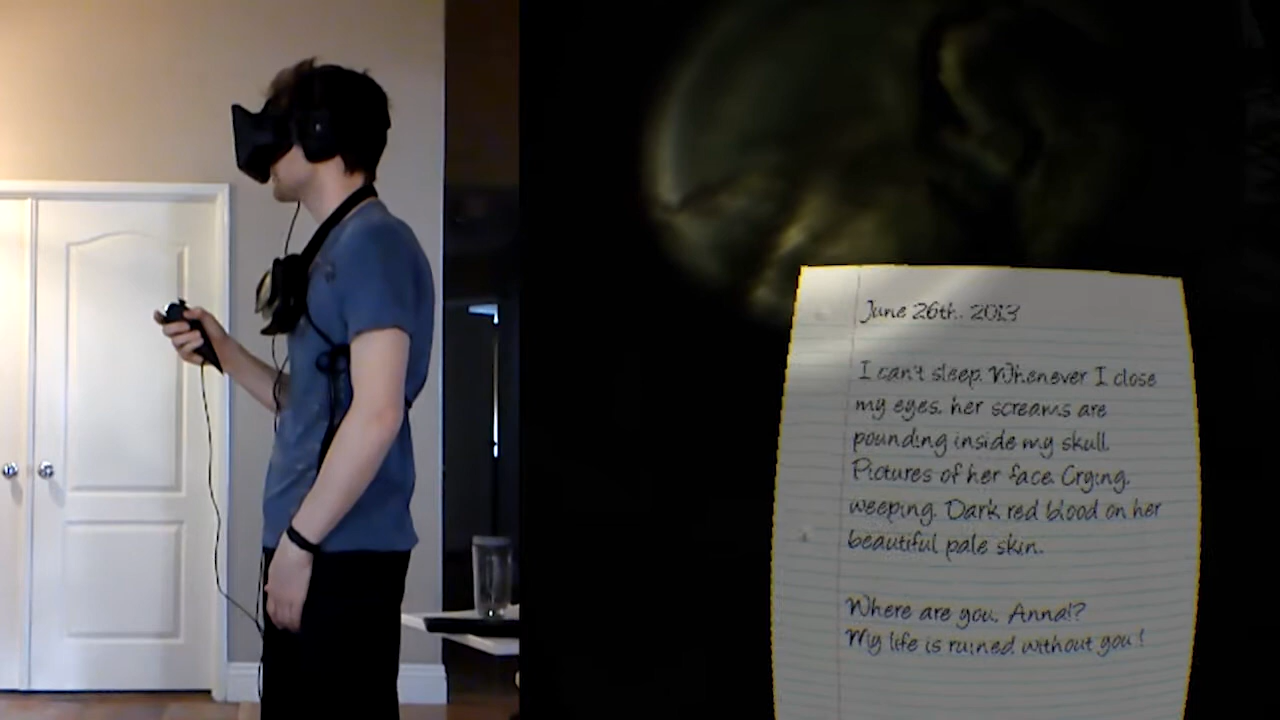 June 26th. 2013
I can't sleep. Whenever I close
my eyes, her screams are
pounding inside my skull.
Pictures of her face. Crying,
weeping. Dark red blood on her
beautiful pale skin.
Where are you, Anna!?
My life is ruined without you!